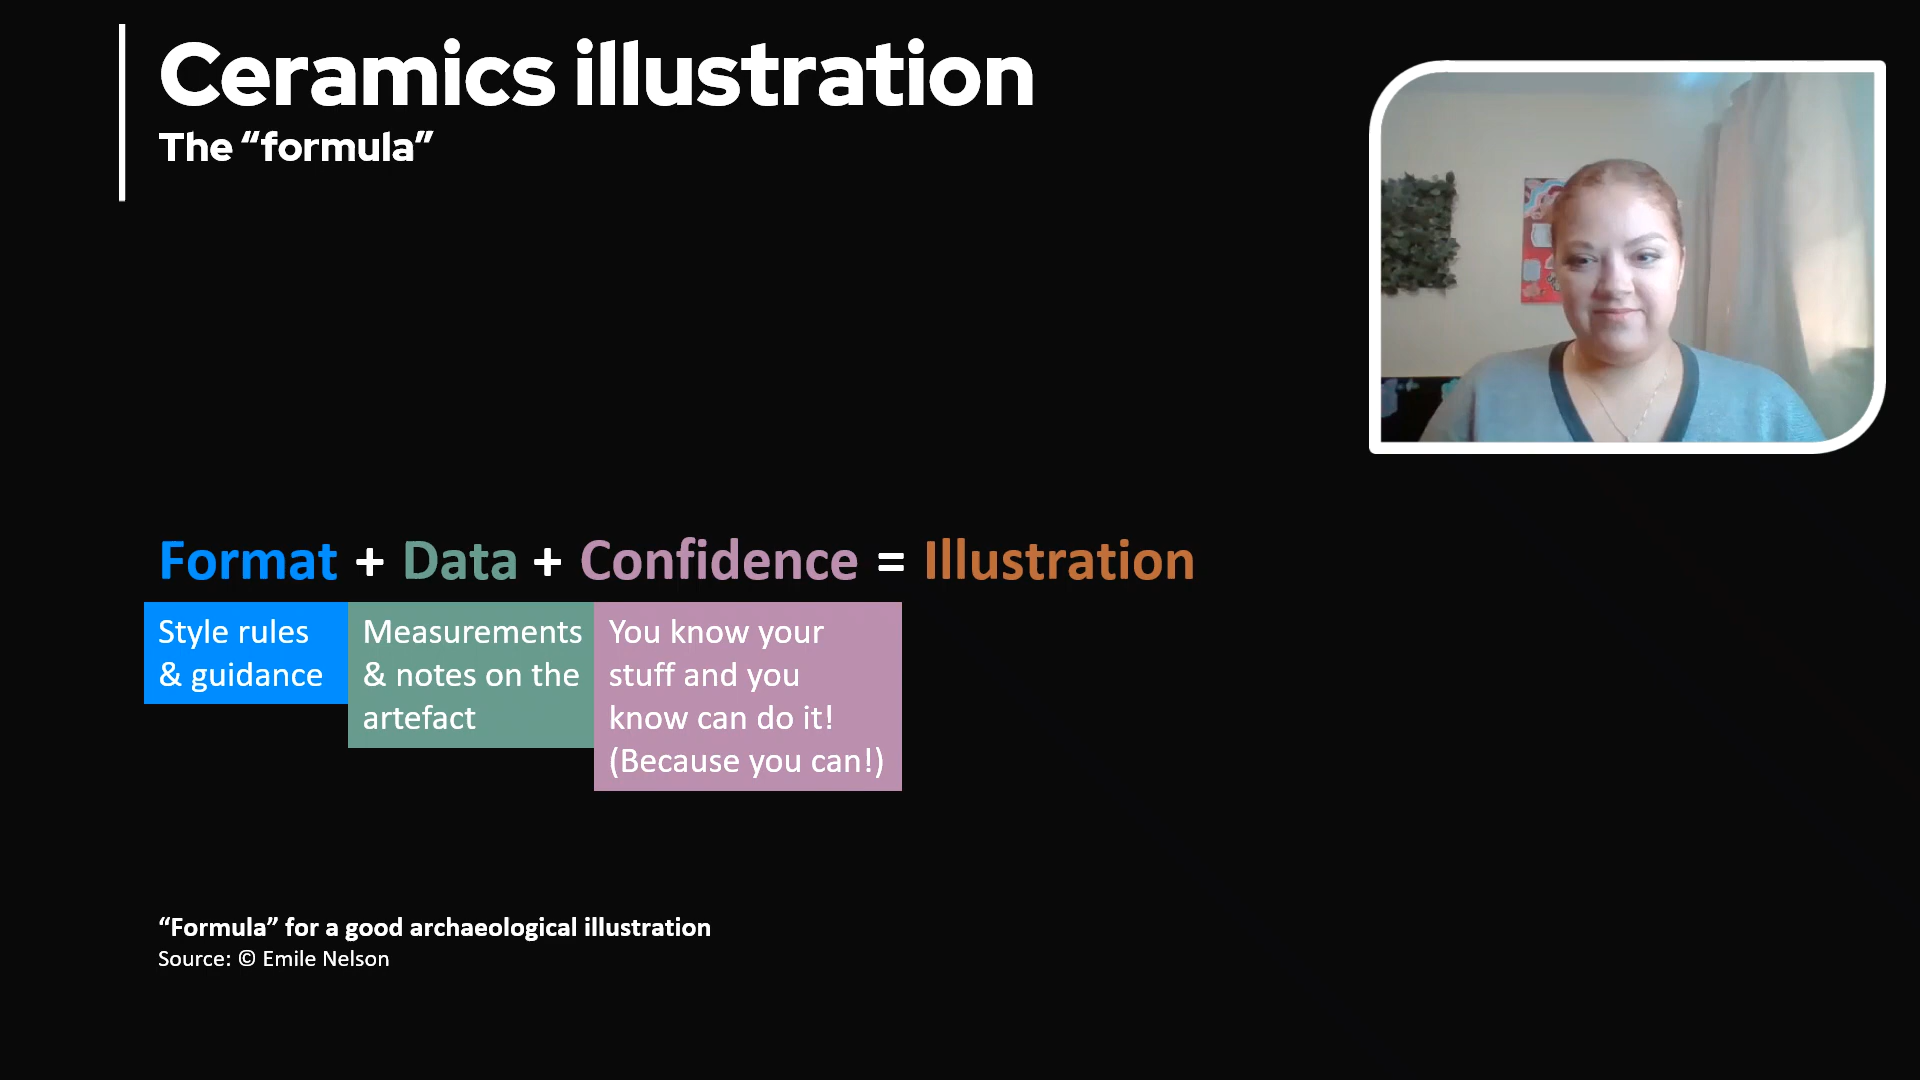 Ceramics illustration
The “formula”
Format + Data + Confidence = Illustration
Style rules
& guidance
Measurements
& notes on the
artefact
You know your
stuff and you
know can do it!
(Because you can!)
“Formula” for a good archaeological illustration
Source: © Emile Nelson